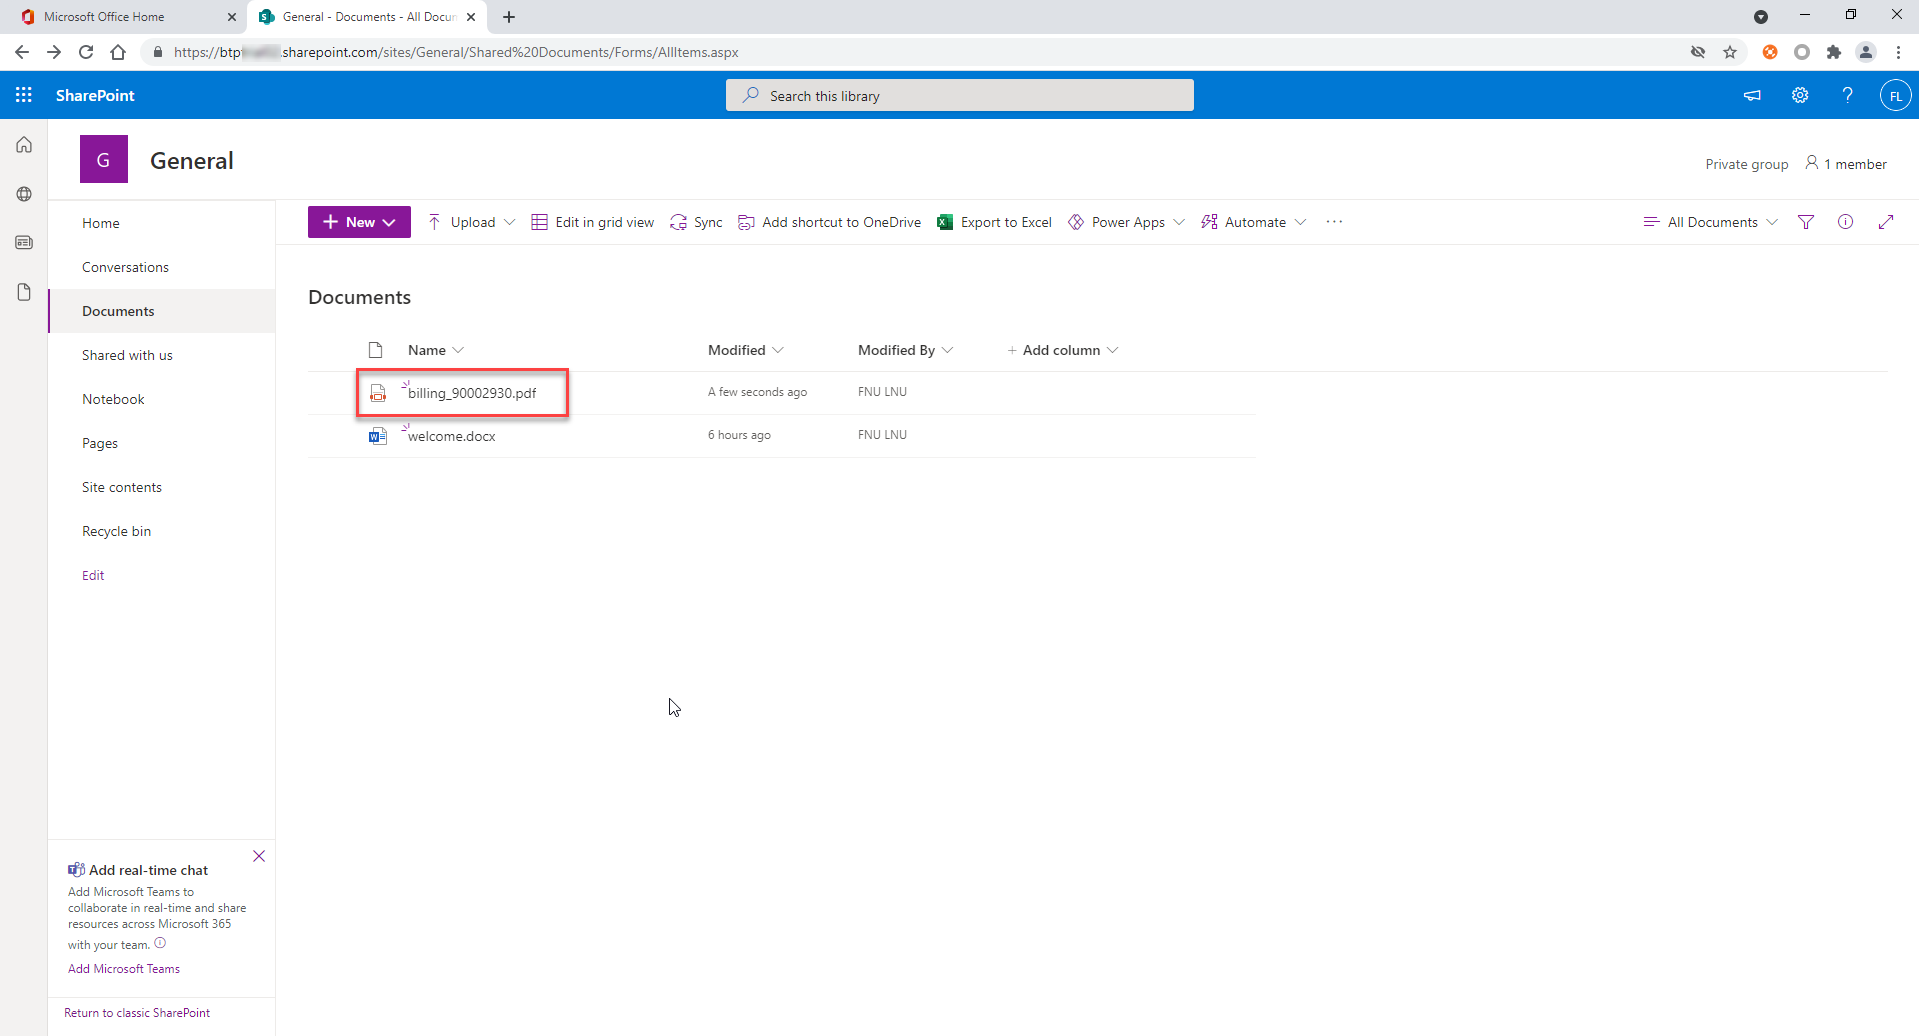 Microsoft Office Home
General - Documents - All Docun
https://btp .sharepoint.com/sites/General/Shared%20Documents/Forms/AllItems.aspx
SharePoint
Search this library
FL
G
General
Private group
1 member
Home
Conversations
Documents
Shared with us
Notebook
Pages
Site contents
Recycle bin
Edit
New
Upload
Edit in grid view
Sync
Add shortcut to OneDrive
Export to Excel
Power Apps
Automate
All Documents
Documents
Name
Modified
Modified By
Add column
billing_90002930.pdf
A few seconds ago
FNU LNU
welcome.docx
6 hours ago
FNU LNU
Add real-time chat
Add Microsoft Teams to
collaborate in real-time and share
resources across Microsoft 365
with your team.
Add Microsoft Teams
Return to classic SharePoint